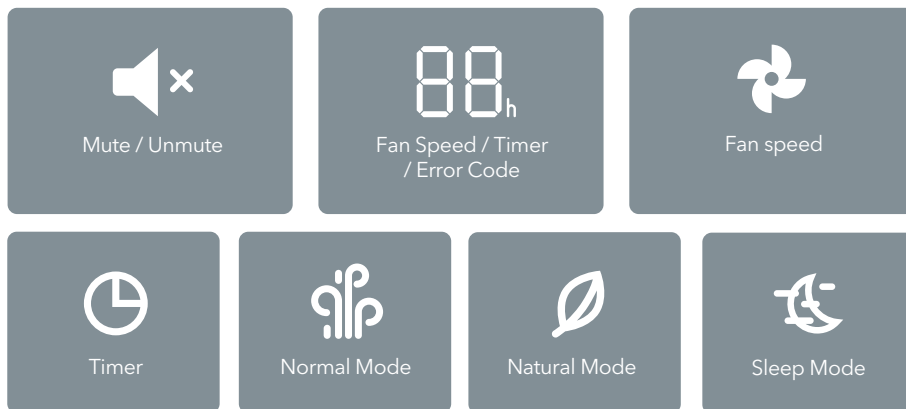 Mute / Unmute
88h
Fan Speed / Timer
/ Error Code
Fan speed
Timer
Normal Mode
Natural Mode
Sleep Mode